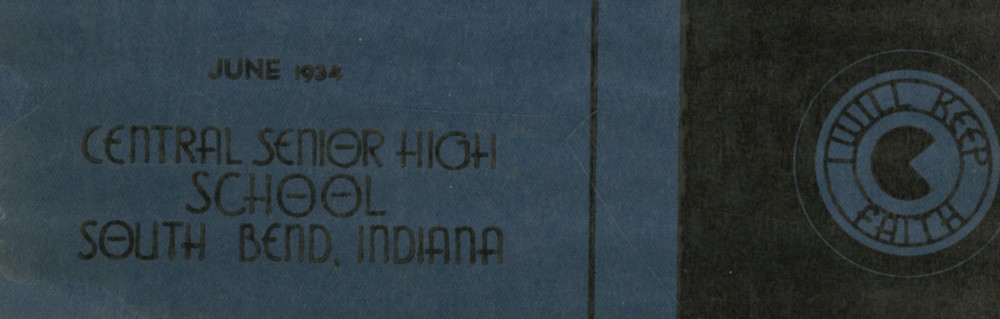 JUNE 1934
CENTRAL SENIOR HIGH
SCHOOL
SOUTH BEND, INDIANA
I WILL KEEP
FAITH